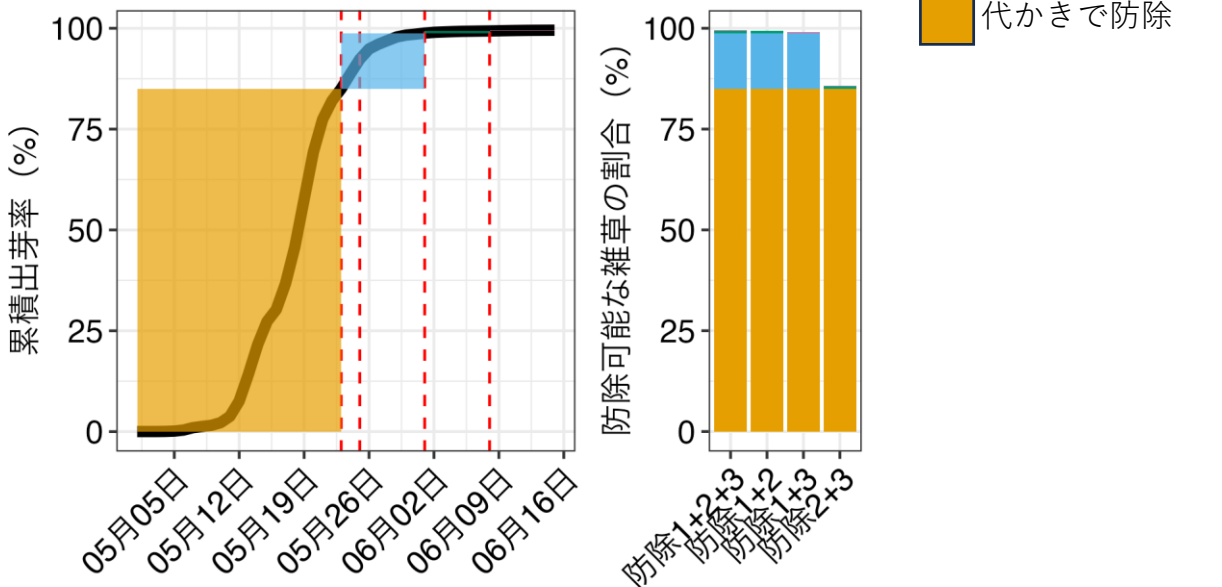 代かきで防除
累積出芽率（%）
100
75
50
25
0
05月05日
05月12日
05月19日
05月26日
06月02日
06月09日
06月16日
防除可能な雑草の割合（%）
100
75
50
25
0
防除1+2+3
防除1+2
防除1+3
防除2+3